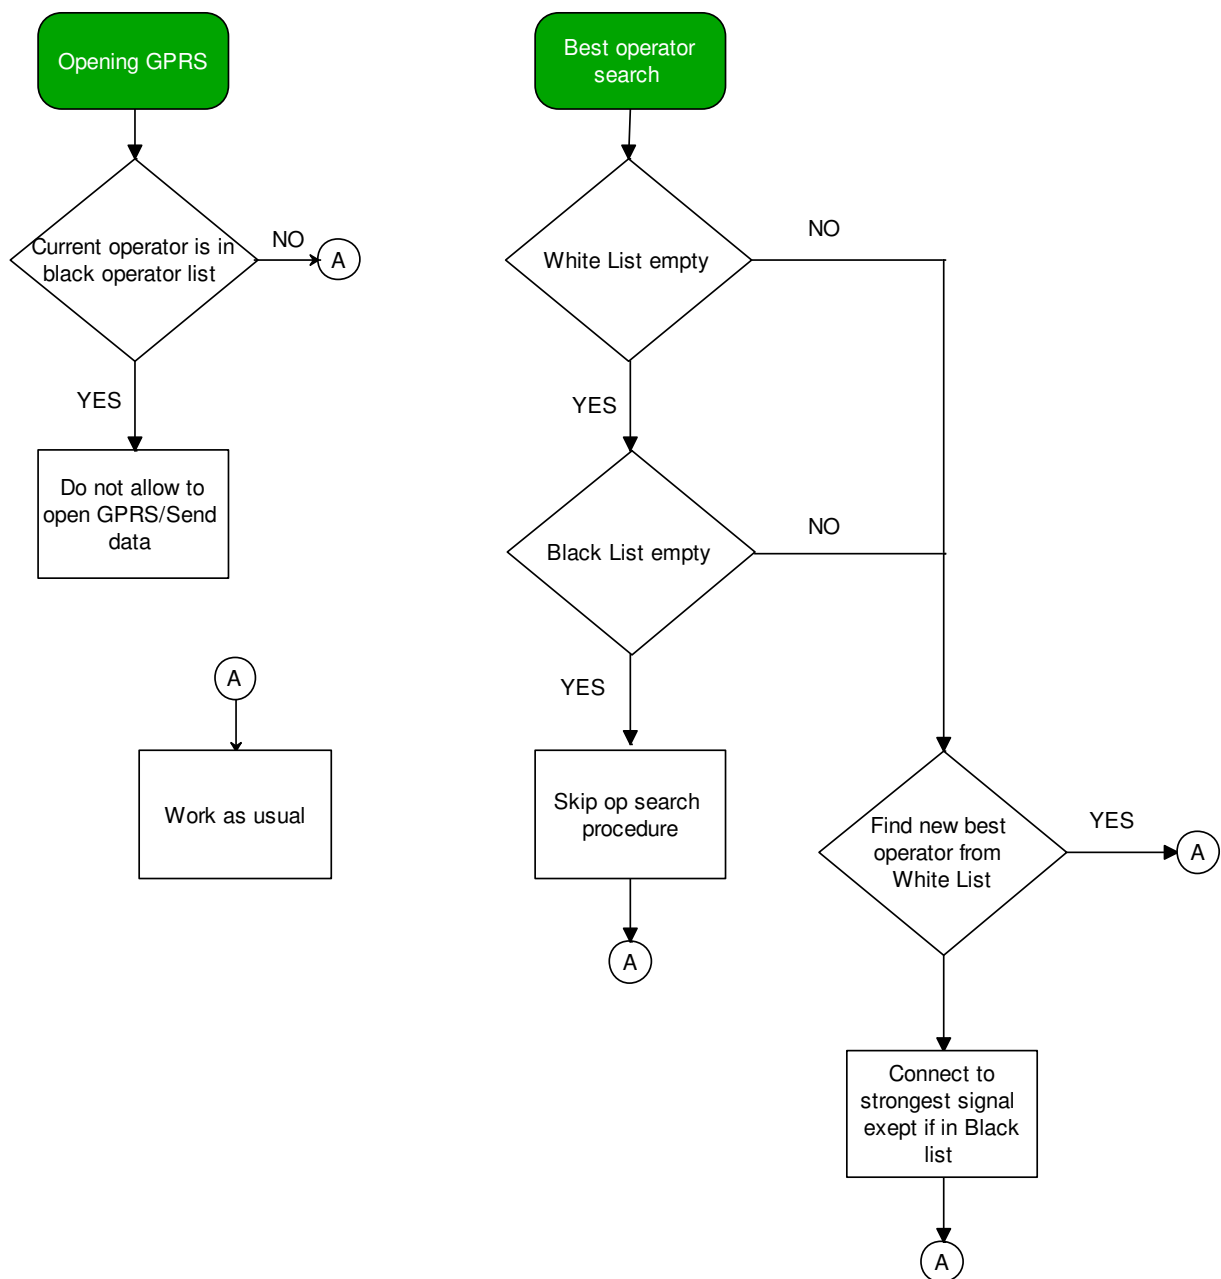 Opening GPRS
Current operator is in
black operator list
NO
A
YES
Do not allow to
open GPRS/Send
data
A
Work as usual
Best operator
search
White List empty
NO
YES
Black List empty
NO
YES
Skip op search
procedure
A
Find new best
operator from
White List
YES
A
Connect to
strongest signal
exept if in Black
list
A